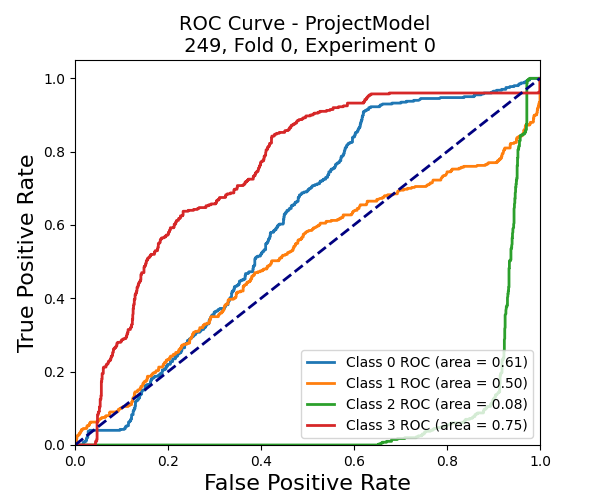 ROC Curve - ProjectModel
249, Fold 0, Experiment 0
True Positive Rate
1.0
0.8
0.6
0.4
0.2
0.0
0.0 0.2 0.4 0.6 0.8 1.0
False Positive Rate
Class 0 ROC (area = 0.61)
Class 1 ROC (area = 0.50)
Class 2 ROC (area = 0.08)
Class 3 ROC (area = 0.75)